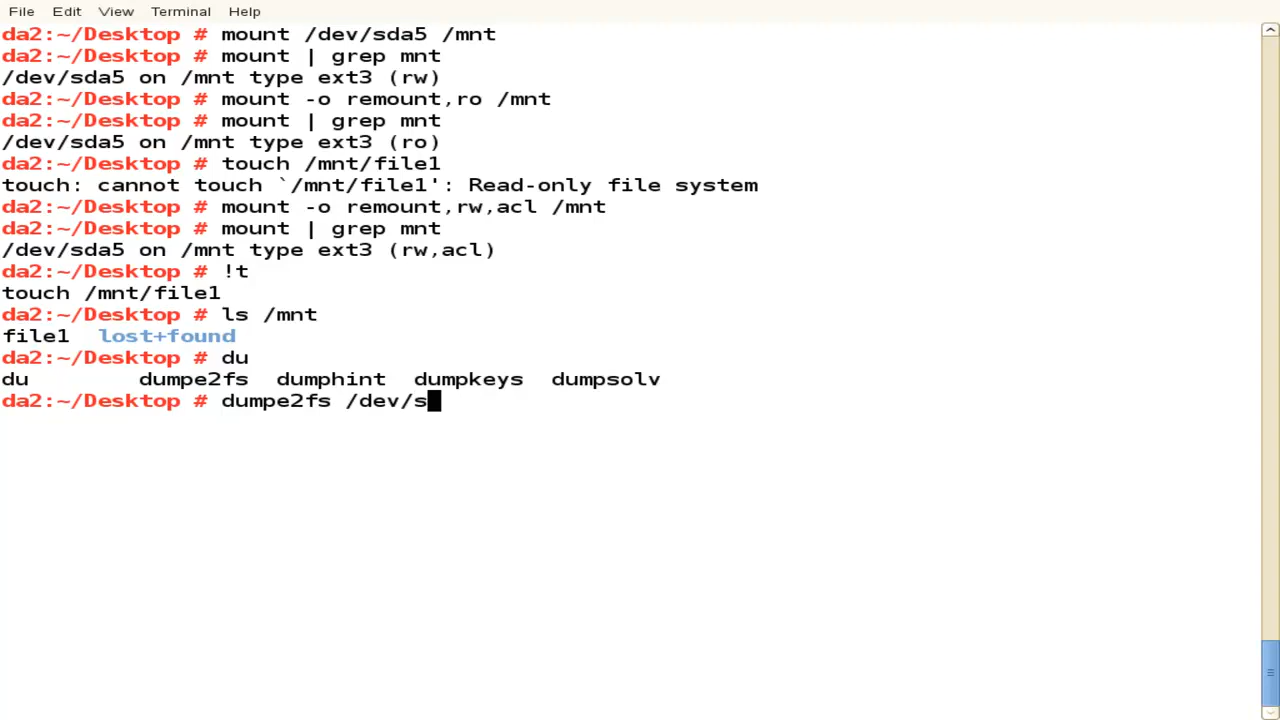 File Edit View Terminal Help
da2:~/Desktop # mount /dev/sda5 /mnt
da2:~/Desktop # mount | grep mnt
/dev/sda5 on /mnt type ext3 (rw)
da2:~/Desktop # mount -o remount,ro /mnt
da2:~/Desktop # mount | grep mnt
/dev/sda5 on /mnt type ext3 (ro)
da2:~/Desktop # touch /mnt/file1
touch: cannot touch `/mnt/file1': Read-only file system
da2:~/Desktop # mount -o remount,rw,acl /mnt
da2:~/Desktop # mount | grep mnt
/dev/sda5 on /mnt type ext3 (rw,acl)
da2:~/Desktop # !t
touch /mnt/file1
da2:~/Desktop # ls /mnt
file1  lost+found
da2:~/Desktop # du
du        dumpe2fs  dumphint  dumpkeys  dumpsolv
da2:~/Desktop # dumpe2fs /dev/s